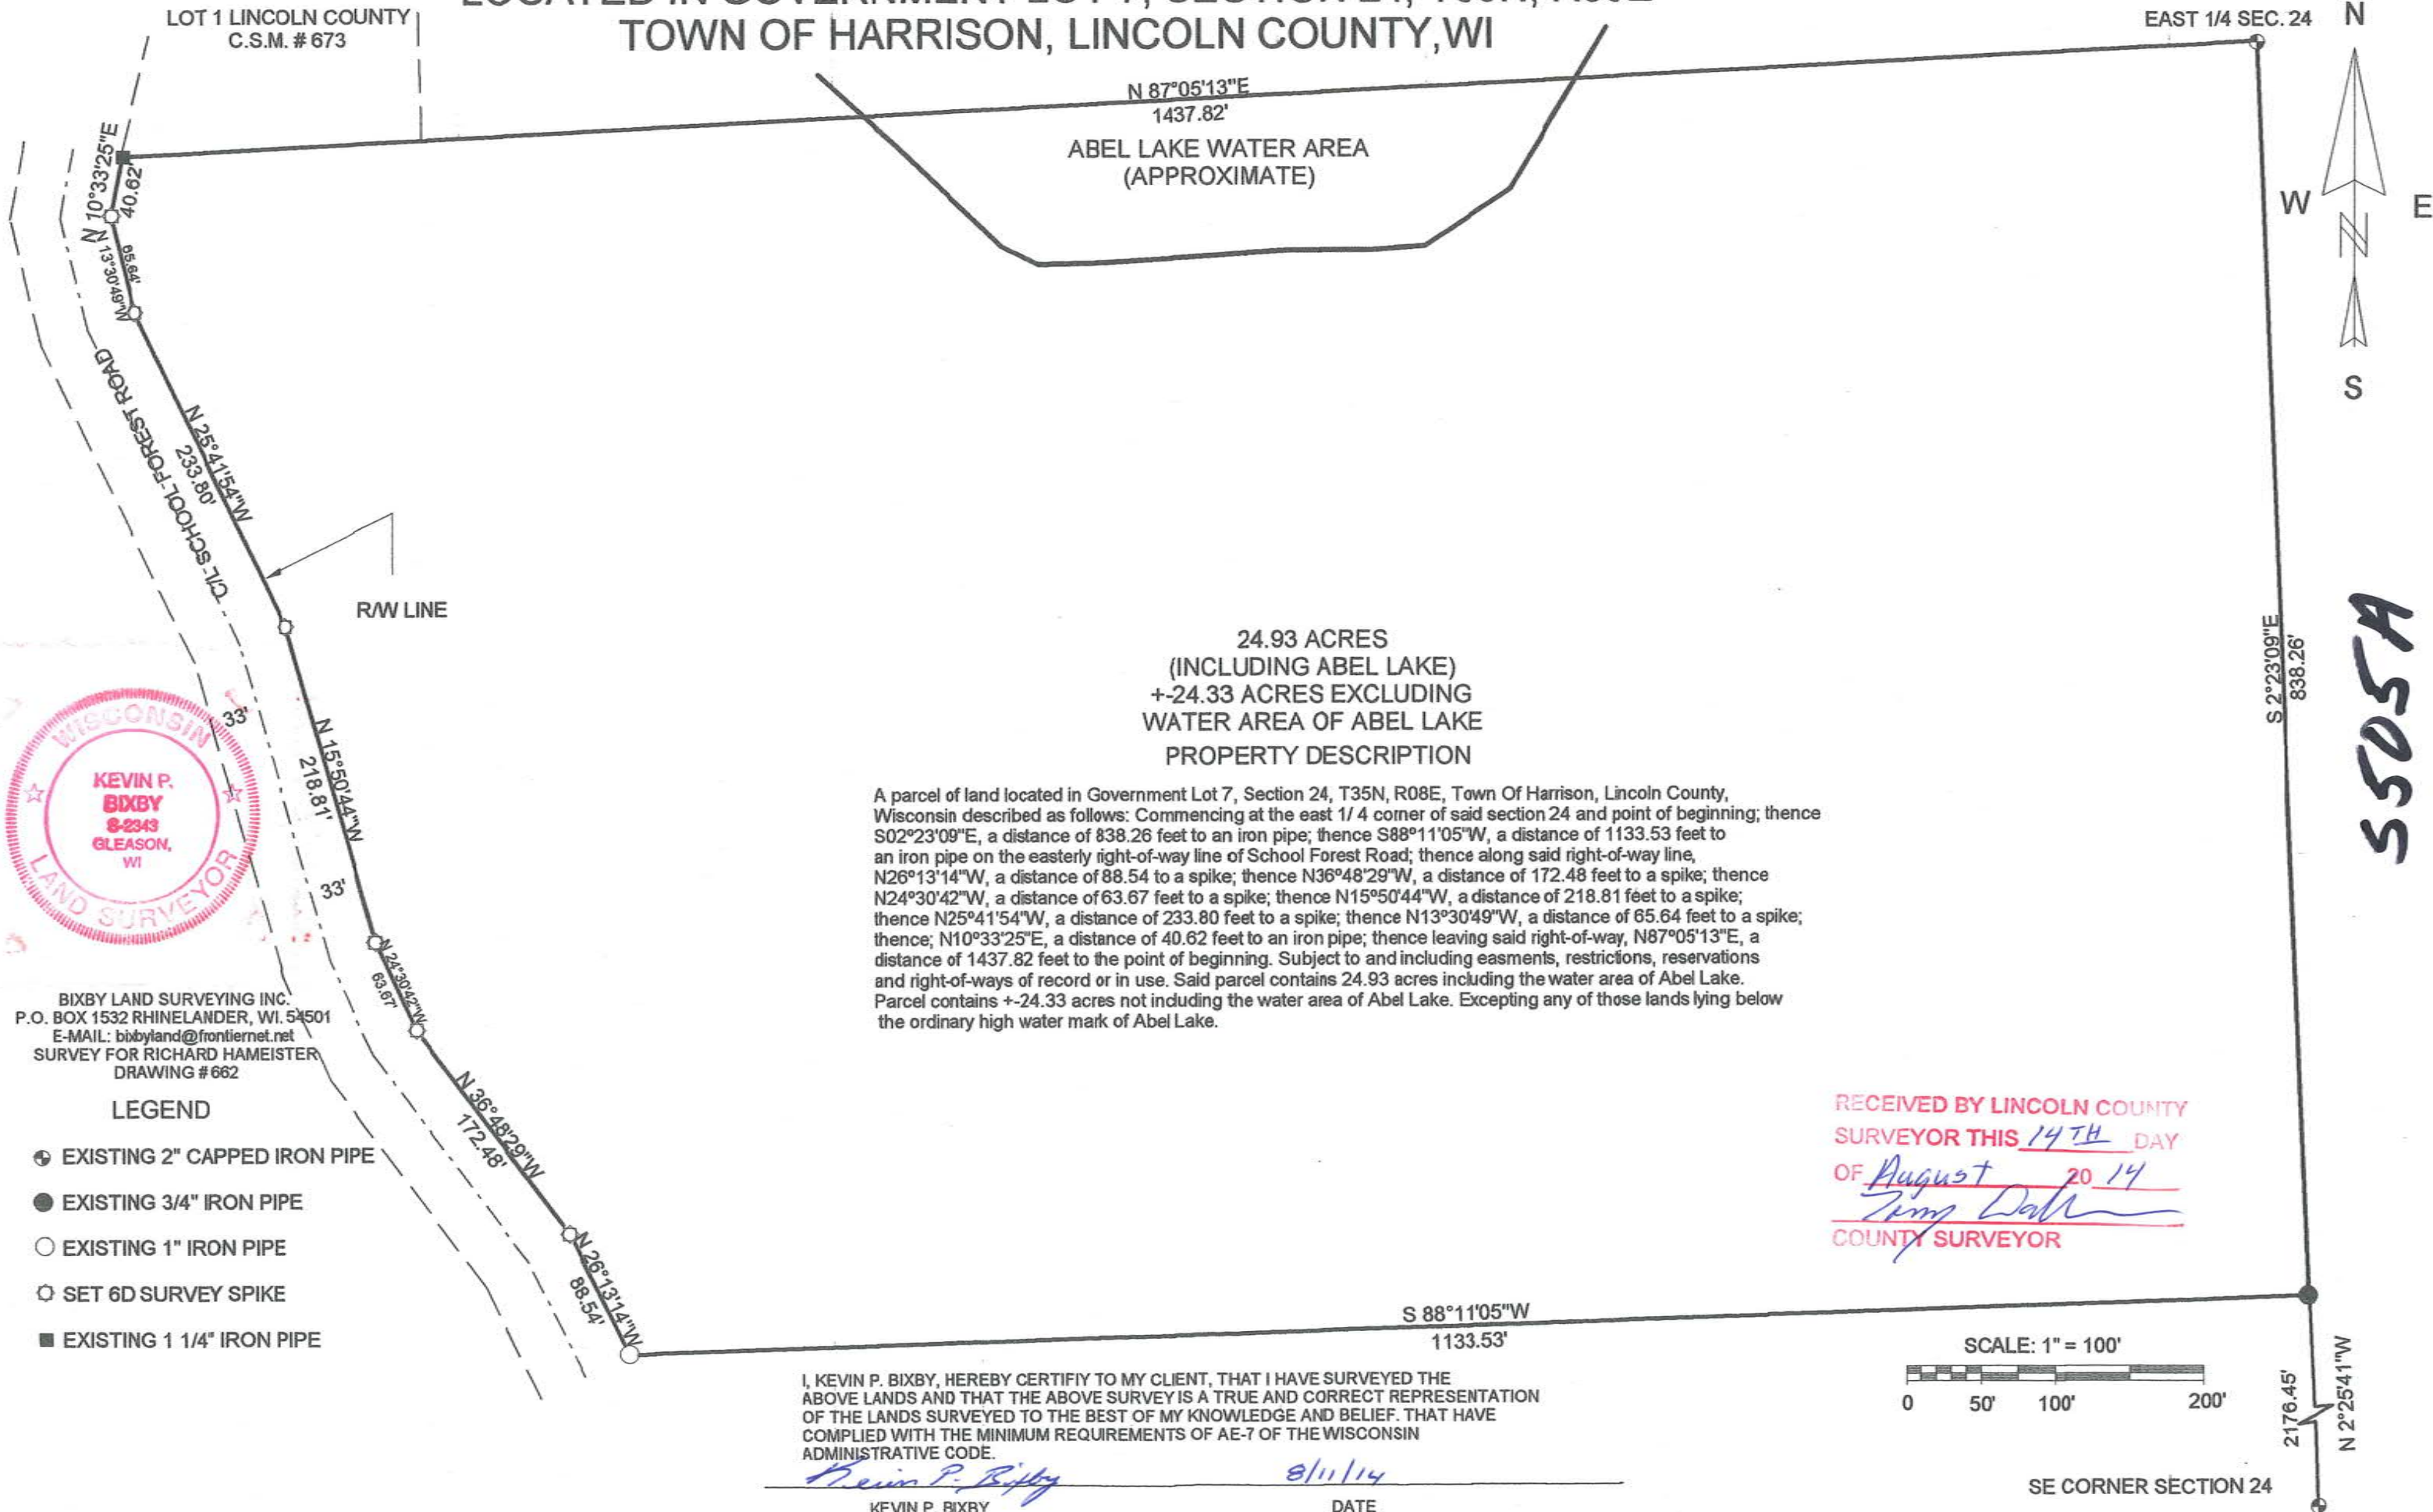 LOT 1 LINCOLN COUNTY
C.S.M. # 673
TOWN OF HARRISON, LINCOLN COUNTY, WI
EAST 1/4 SEC. 24
N
W
E
N
S
N 87°05'13"E
1437.82'
ABEL LAKE WATER AREA
(APPROXIMATE)
N 10°33'25"E
40.62'
N 13°30'49"W
65.64'
C/L SCHOOL FOREST ROAD
N 25°41'54"W
233.80'
R/W LINE
33'
33'
N 15°50'44"W
218.81'
N 24°30'42"W
63.67'
N 36°48'29"W
172.48'
N 26°13'14"W
88.54'
S 2°23'09"E
838.26'
5505A
WISCONSIN
KEVIN P.
BIXBY
S-2343
GLEASON,
WI
LAND SURVEYOR
24.93 ACRES
(INCLUDING ABEL LAKE)
+-24.33 ACRES EXCLUDING
WATER AREA OF ABEL LAKE
PROPERTY DESCRIPTION
A parcel of land located in Government Lot 7, Section 24, T35N, R08E, Town Of Harrison, Lincoln County,
Wisconsin described as follows: Commencing at the east 1/ 4 corner of said section 24 and point of beginning; thence
S02º23'09"E, a distance of 838.26 feet to an iron pipe; thence S88º11'05"W, a distance of 1133.53 feet to
an iron pipe on the easterly right-of-way line of School Forest Road; thence along said right-of-way line,
N26º13'14"W, a distance of 88.54 to a spike; thence N36º48'29"W, a distance of 172.48 feet to a spike; thence
N24º30'42"W, a distance of 63.67 feet to a spike; thence N15º50'44"W, a distance of 218.81 feet to a spike;
thence N25º41'54"W, a distance of 233.80 feet to a spike; thence N13º30'49"W, a distance of 65.64 feet to a spike;
thence; N10º33'25"E, a distance of 40.62 feet to an iron pipe; thence leaving said right-of-way, N87º05'13"E, a
distance of 1437.82 feet to the point of beginning. Subject to and including easments, restrictions, reservations
and right-of-ways of record or in use. Said parcel contains 24.93 acres including the water area of Abel Lake.
Parcel contains +-24.33 acres not including the water area of Abel Lake. Excepting any of those lands lying below
the ordinary high water mark of Abel Lake.
BIXBY LAND SURVEYING INC.
P.O. BOX 1532 RHINELANDER, WI. 54501
E-MAIL: bixbyland@frontiernet.net
SURVEY FOR RICHARD HAMEISTER
DRAWING # 662
LEGEND
EXISTING 2" CAPPED IRON PIPE
EXISTING 3/4" IRON PIPE
EXISTING 1" IRON PIPE
SET 6D SURVEY SPIKE
EXISTING 1 1/4" IRON PIPE
RECEIVED BY LINCOLN COUNTY
SURVEYOR THIS 14TH DAY
OF August 20 14
COUNTY SURVEYOR
S 88°11'05"W
1133.53'
SCALE: 1" = 100'
0 50' 100' 200'
2176.45'
N 2°25'41"W
SE CORNER SECTION 24
I, KEVIN P. BIXBY, HEREBY CERTIFIY TO MY CLIENT, THAT I HAVE SURVEYED THE
ABOVE LANDS AND THAT THE ABOVE SURVEY IS A TRUE AND CORRECT REPRESENTATION
OF THE LANDS SURVEYED TO THE BEST OF MY KNOWLEDGE AND BELIEF. THAT HAVE
COMPLIED WITH THE MINIMUM REQUIREMENTS OF AE-7 OF THE WISCONSIN
ADMINISTRATIVE CODE.
Kevin P. Bixby 8/11/14
KEVIN P. BIXBY DATE